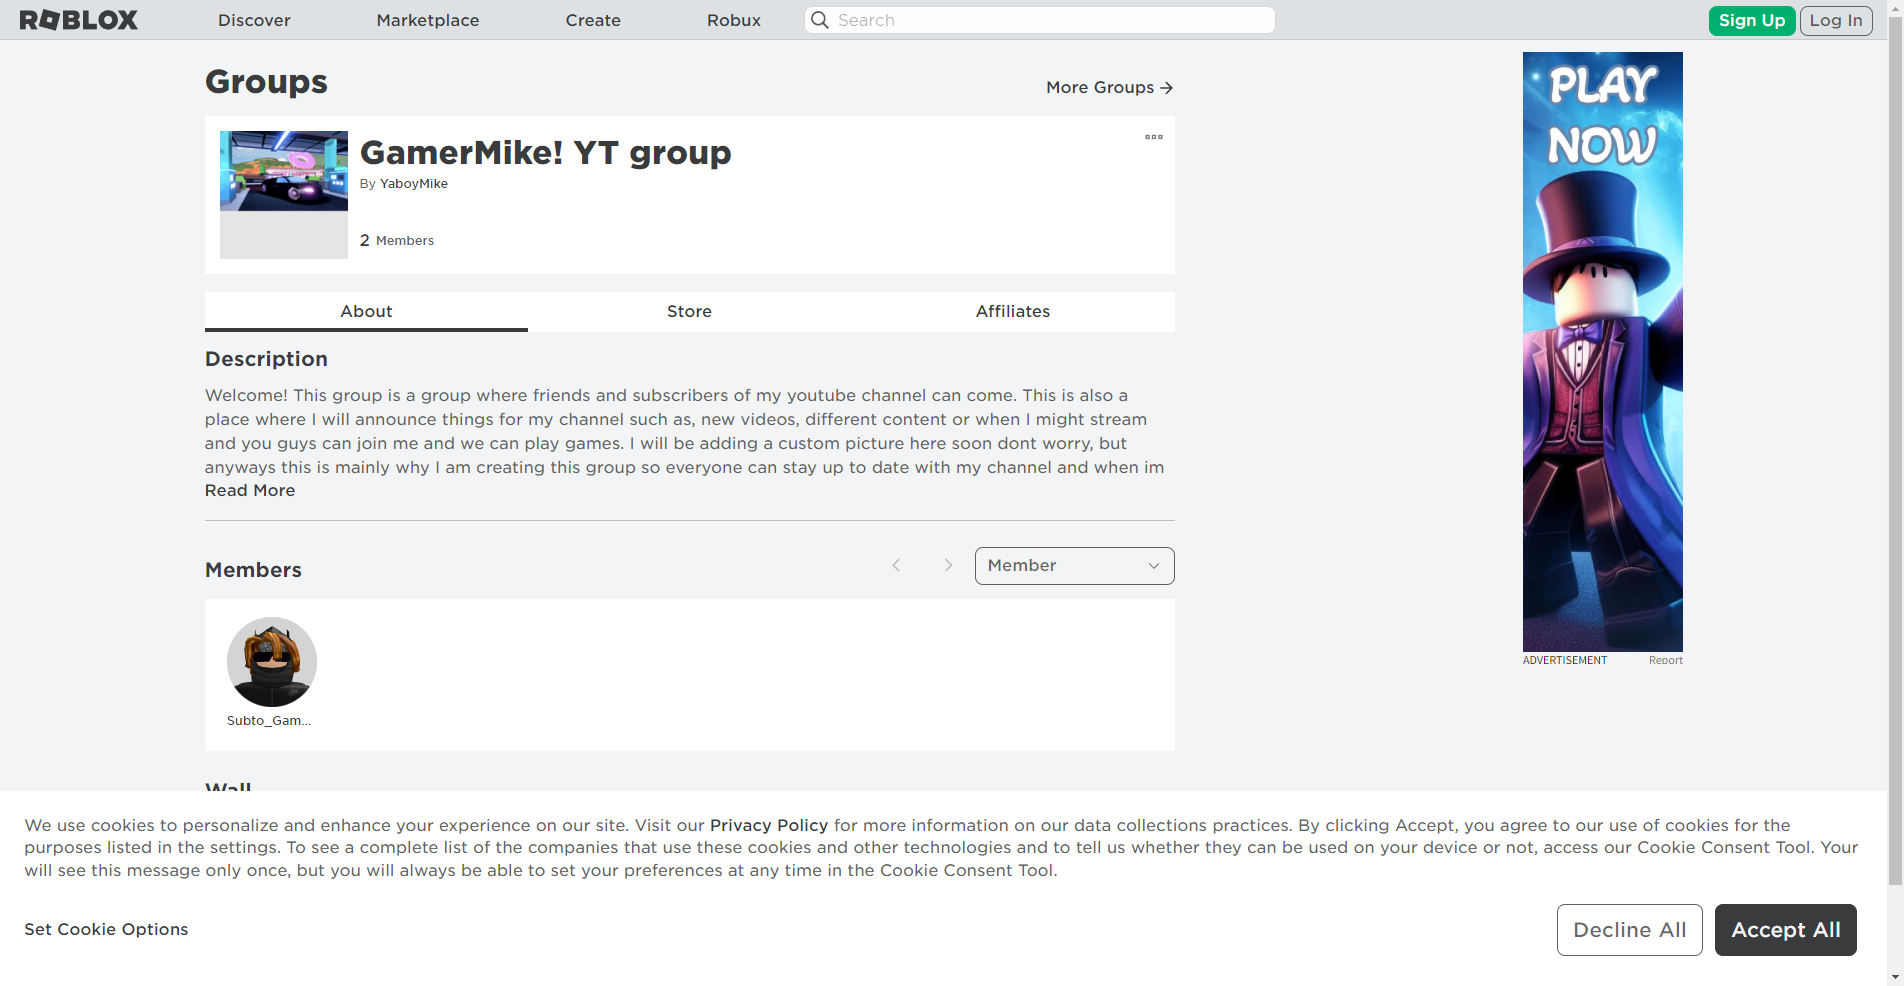 ROBLOX
Discover
Marketplace
Create
Robux
Search
Sign Up
Log In
Groups
More Groups →
GamerMike! YT group
By YaboyMike
2 Members
About
Store
Affiliates
Description
Welcome! This group is a group where friends and subscribers of my youtube channel can come. This is also a
place where I will announce things for my channel such as, new videos, different content or when I might stream
and you guys can join me and we can play games. I will be adding a custom picture here soon dont worry, but
anyways this is mainly why I am creating this group so everyone can stay up to date with my channel and when im
Read More
Members
Member
Subto_Gam...
Wall
PLAY
NOW
ADVERTISEMENT
Report
We use cookies to personalize and enhance your experience on our site. Visit our Privacy Policy for more information on our data collections practices. By clicking Accept, you agree to our use of cookies for the
purposes listed in the settings. To see a complete list of the companies that use these cookies and other technologies and to tell us whether they can be used on your device or not, access our Cookie Consent Tool. Your
will see this message only once, but you will always be able to set your preferences at any time in the Cookie Consent Tool.
Set Cookie Options
Decline All
Accept All